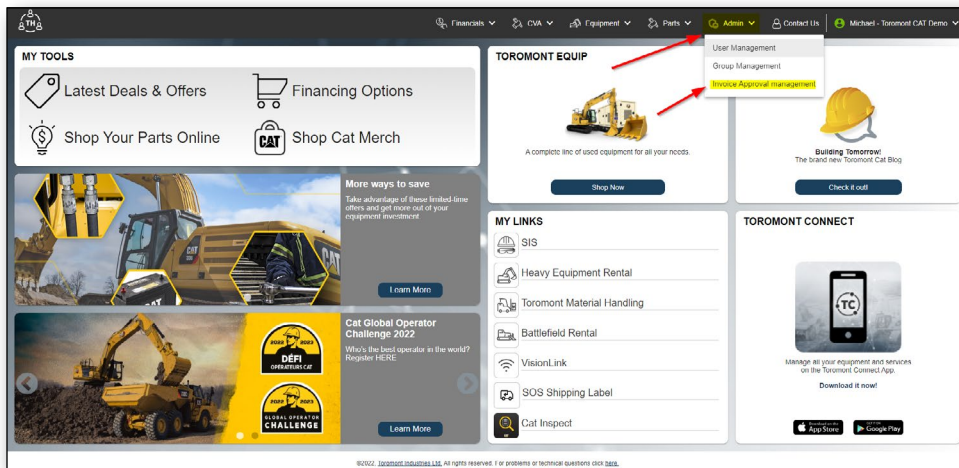 TH
Financials
CVA
Equipment
Parts
Admin
Contact Us
Michael - Toromont CAT Demo
User Management
Group Management
Invoice Approval management
MY TOOLS
Latest Deals & Offers
Financing Options
Shop Your Parts Online
CAT
Shop Cat Merch
More ways to save
Take advantage of these limited-time
offers and get more out of your
equipment investment
Learn More
Cat Global Operator
Challenge 2022
Who's the best operator in the world?
Register HERE
2022 2023
DÉFI
OPÉRATEURS CAT
2022 2023
GLOBAL OPERATOR
CHALLENGE
Learn More
TOROMONT EQUIP
A complete line of used equipment for all your needs.
Shop Now
Building Tomorrow!
The brand new Toromont Cat Blog
Check it out!
MY LINKS
SIS
Heavy Equipment Rental
Toromont Material Handling
Battlefield Rental
VisionLink
SOS Shipping Label
Cat Inspect
TOROMONT CONNECT
TC
Manage all your equipment and services
on the Toromont Connect App.
Download it now!
Download on the
App Store
GET IT ON
Google Play
©2022. Toromont Industries Ltd. All rights reserved. For problems or technical questions click here.